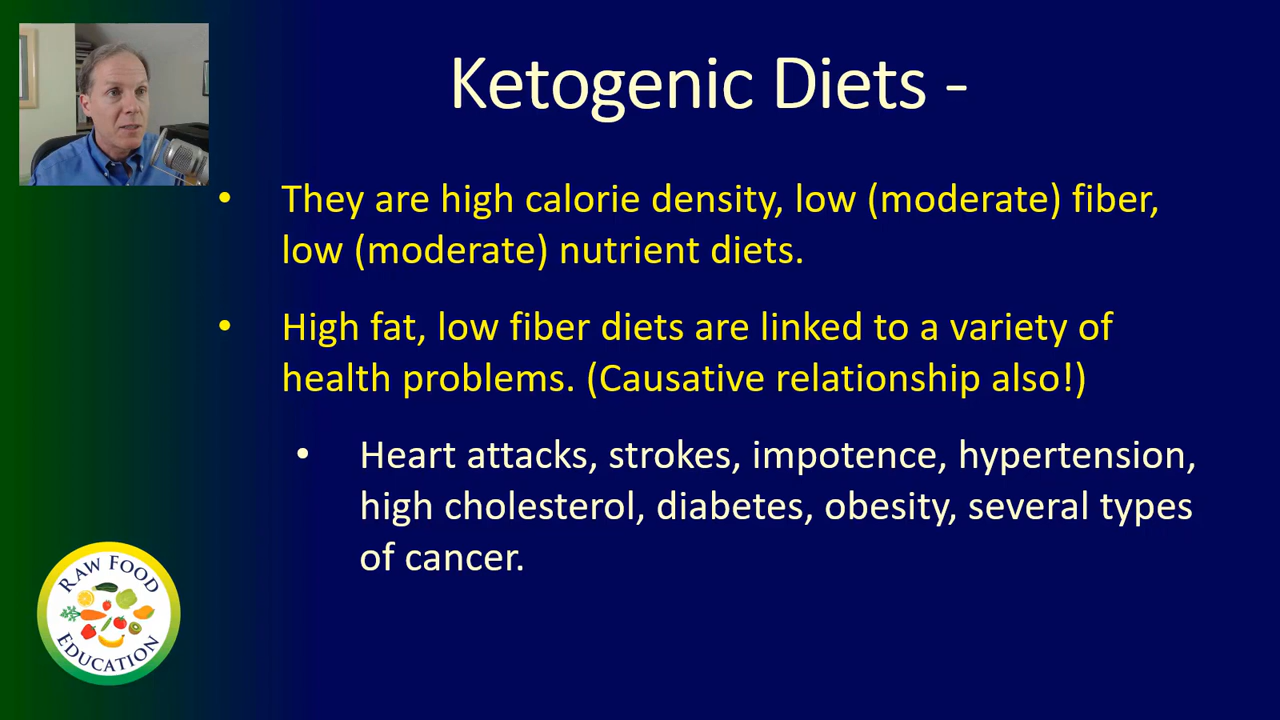 Ketogenic Diets -
• They are high calorie density, low (moderate) fiber,
low (moderate) nutrient diets.
• High fat, low fiber diets are linked to a variety of
health problems. (Causative relationship also!)
• Heart attacks, strokes, impotence, hypertension,
high cholesterol, diabetes, obesity, several types
of cancer.
RAW FOOD
EDUCATION